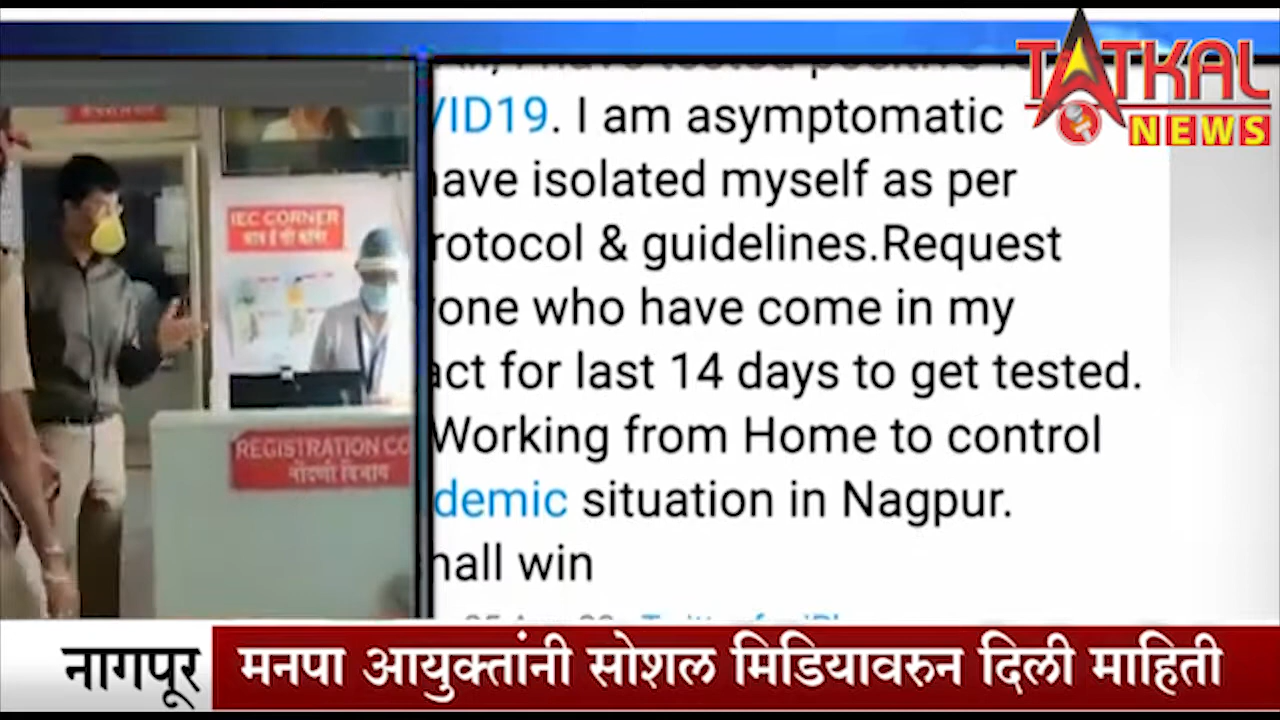 TATKAL
NEWS
VID19. I am asymptomatic
ave isolated myself as per
rotocol & guidelines.Request
one who have come in my
act for last 14 days to get tested.
Working from Home to control
demic situation in Nagpur.
hall win
IEC CORNER
REGISTRATION CO
नोंदणी विभाग
नागपूर
मनपा आयुक्तांनी सोशल मिडियावरुन दिली माहिती